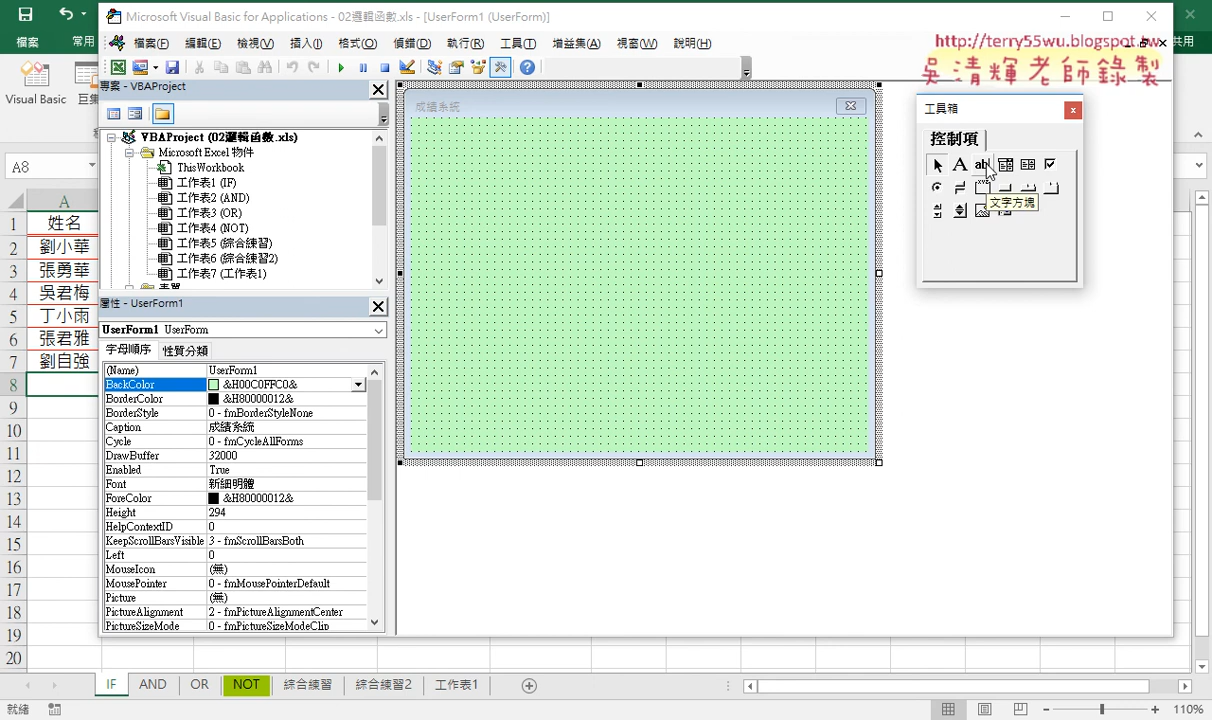 Microsoft Visual Basic for Applications - 02邏輯函數.xls - [UserForm1 (UserForm)]
檔案
常用
共用
檔案(F)
編輯(E)
檢視(V)
插入(I)
格式(O)
偵錯(D)
執行(R)
工具(T)
增益集(A)
視窗(W)
說明(H)
http://terry55wu.blogspot.tw
吳清輝老師錄製
Visual Basic
巨集
專案 - VBAProject
VBAProject (02邏輯函數.xls)
Microsoft Excel 物件
ThisWorkbook
工作表1 (IF)
工作表2 (AND)
工作表3 (OR)
工作表4 (NOT)
工作表5 (綜合練習)
工作表6 (綜合練習2)
工作表7 (工作表1)
成績系統
工具箱
控制項
文字方塊
A8
A
1 姓名
2 劉小華
3 張勇華
4 吳君梅
5 丁小雨
6 張君雅
7 劉自強
8
9
10
11
12
13
14
15
16
17
18
19
20
屬性 - UserForm1
UserForm1 UserForm
字母順序 性質分類
(Name) UserForm1
BackColor &H00C0FFC0&
BorderColor &H80000012&
BorderStyle 0 - fmBorderStyleNone
Caption 成績系統
Cycle 0 - fmCycleAllForms
DrawBuffer 32000
Enabled True
Font 新細明體
ForeColor &H80000012&
Height 294
HelpContextID 0
KeepScrollBarsVisible 3 - fmScrollBarsBoth
Left 0
MouseIcon (無)
MousePointer 0 - fmMousePointerDefault
Picture (無)
PictureAlignment 2 - fmPictureAlignmentCenter
PictureSizeMode 0 - fmPictureSizeModeClip
IF
AND
OR
NOT
綜合練習
綜合練習2
工作表1
就緒
110%